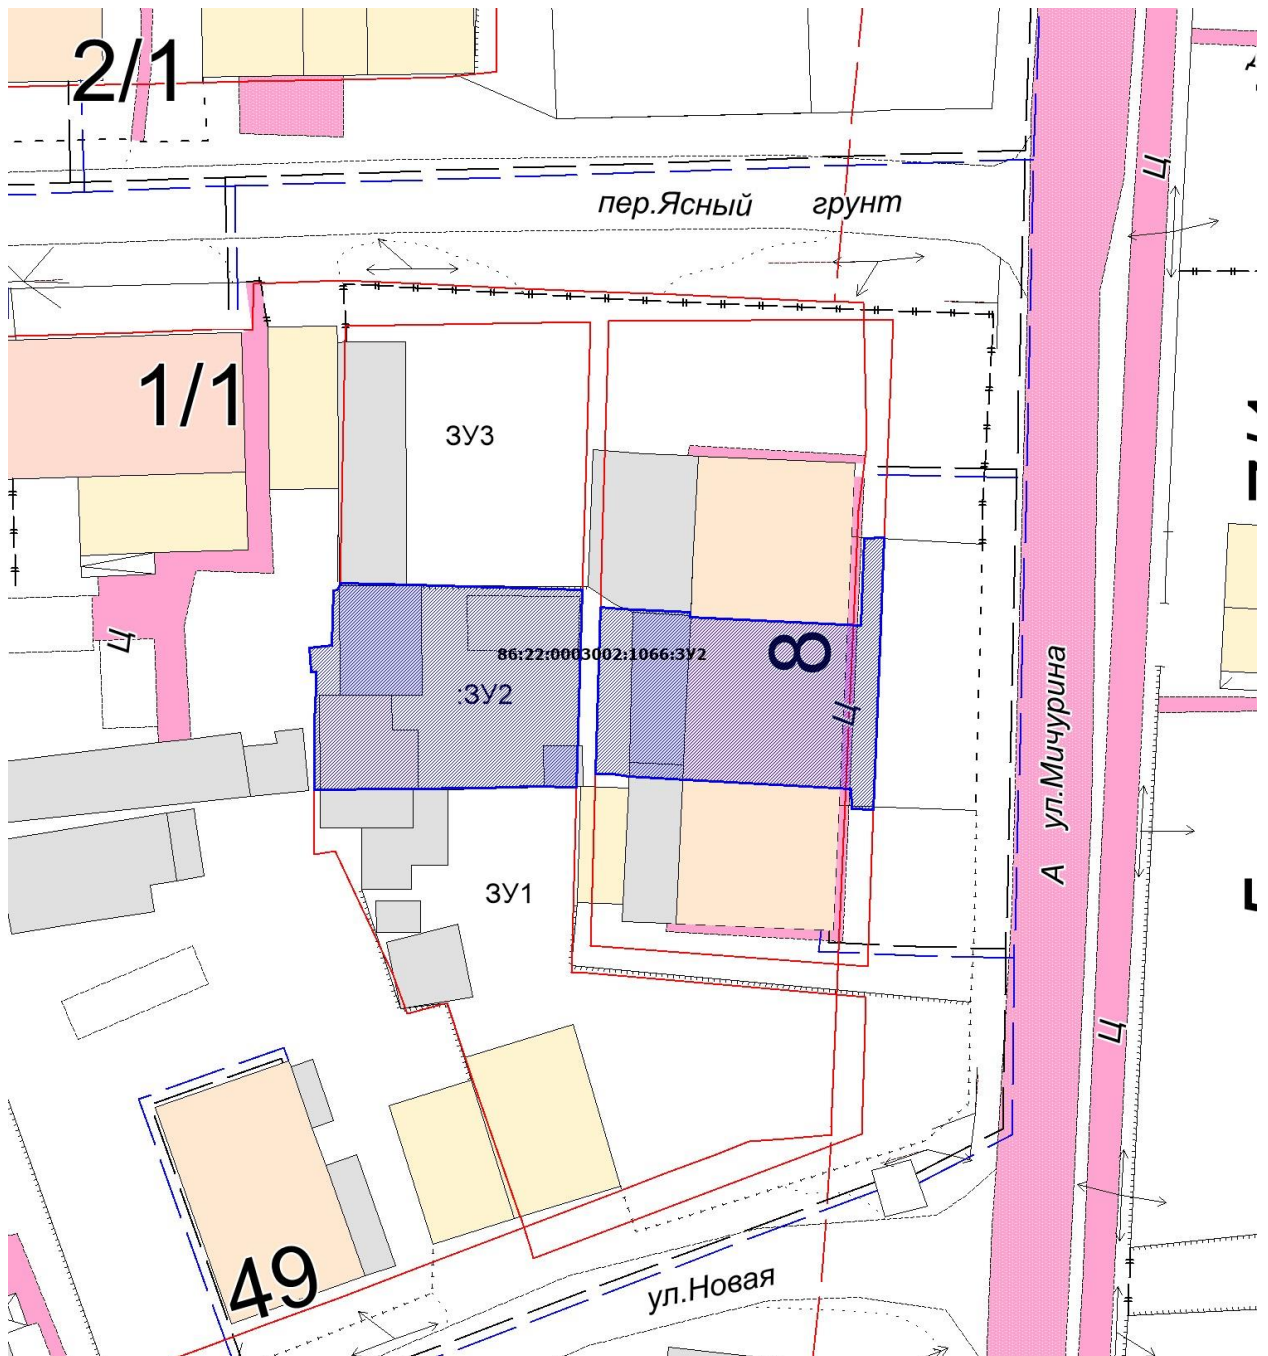 2/1
Ц
пер.Ясный грунт
1/1
ЗУ3
8
Ц
86:22:0003002:1066:ЗУ2
:ЗУ2
Ц
А ул.Мичурина
ЗУ1
Ц
49
ул.Новая